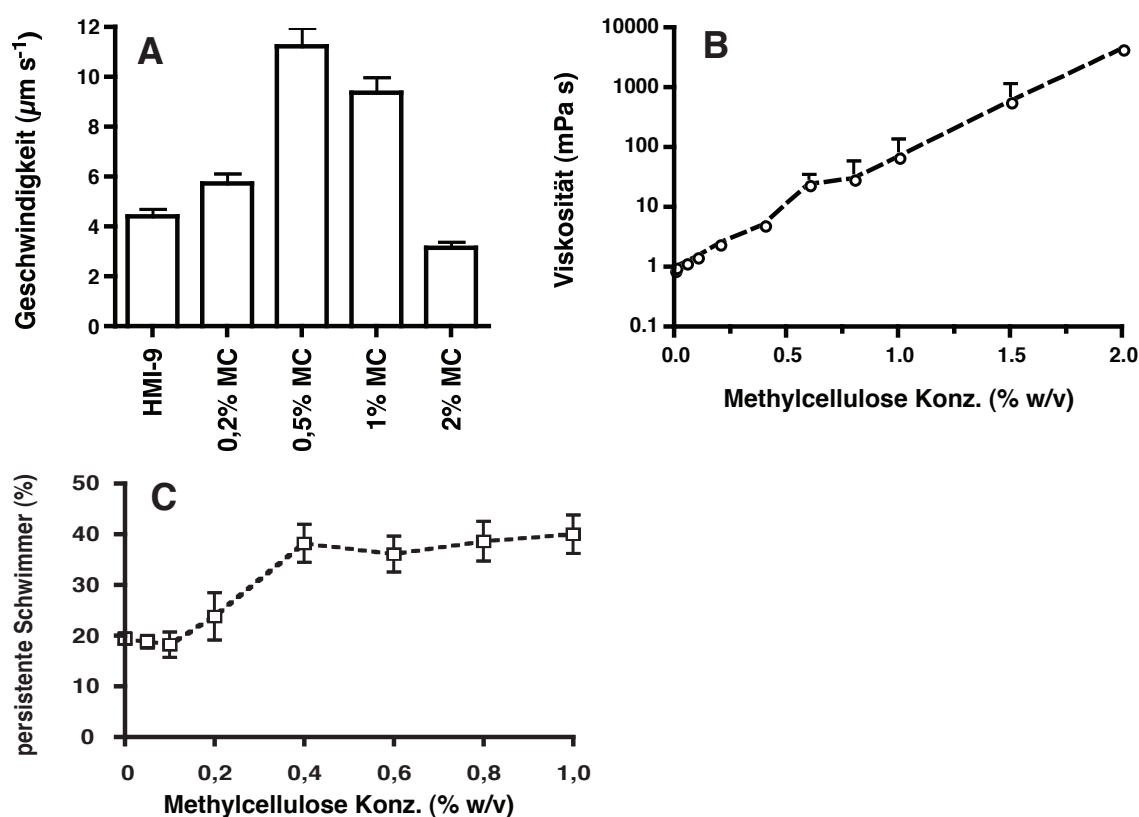 A
Geschwindigkeit (µm s-1)
12
10
8
6
4
2
0
HMI-9
0,2% MC
0,5% MC
1% MC
2% MC
B
Viskosität (mPa s)
10000
1000
100
10
1
0.1
0.0 0.5 1.0 1.5 2.0
Methylcellulose Konz. (% w/v)
C
persistente Schwimmer (%)
50
40
30
20
10
0
0 0,2 0,4 0,6 0,8 1,0
Methylcellulose Konz. (% w/v)